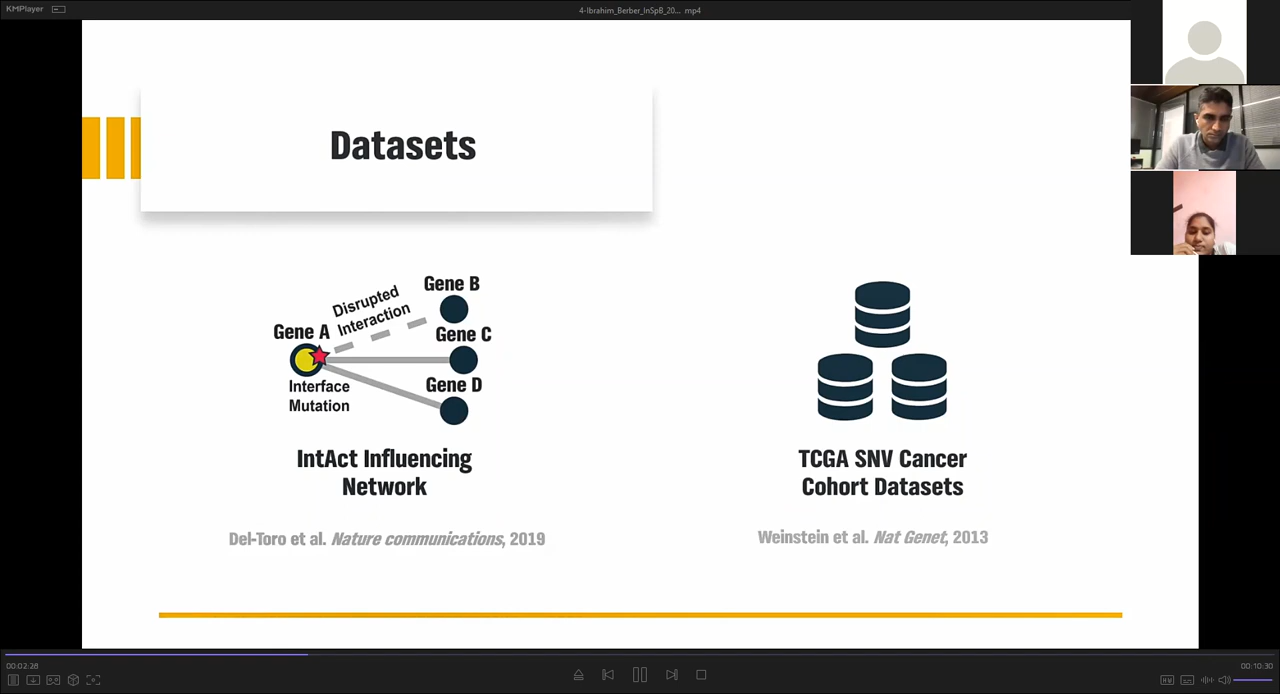 KMPlayer
4-Ibrahim_Berber_InSpB_20... mp4
Datasets
Gene B
Disrupted
Interaction
Gene A
Gene C
Gene D
Interface
Mutation
IntAct Influencing
Network
Del-Toro et al. Nature communications, 2019
TCGA SNV Cancer
Cohort Datasets
Weinstein et al. Nat Genet, 2013
00:02:28
00:10:30